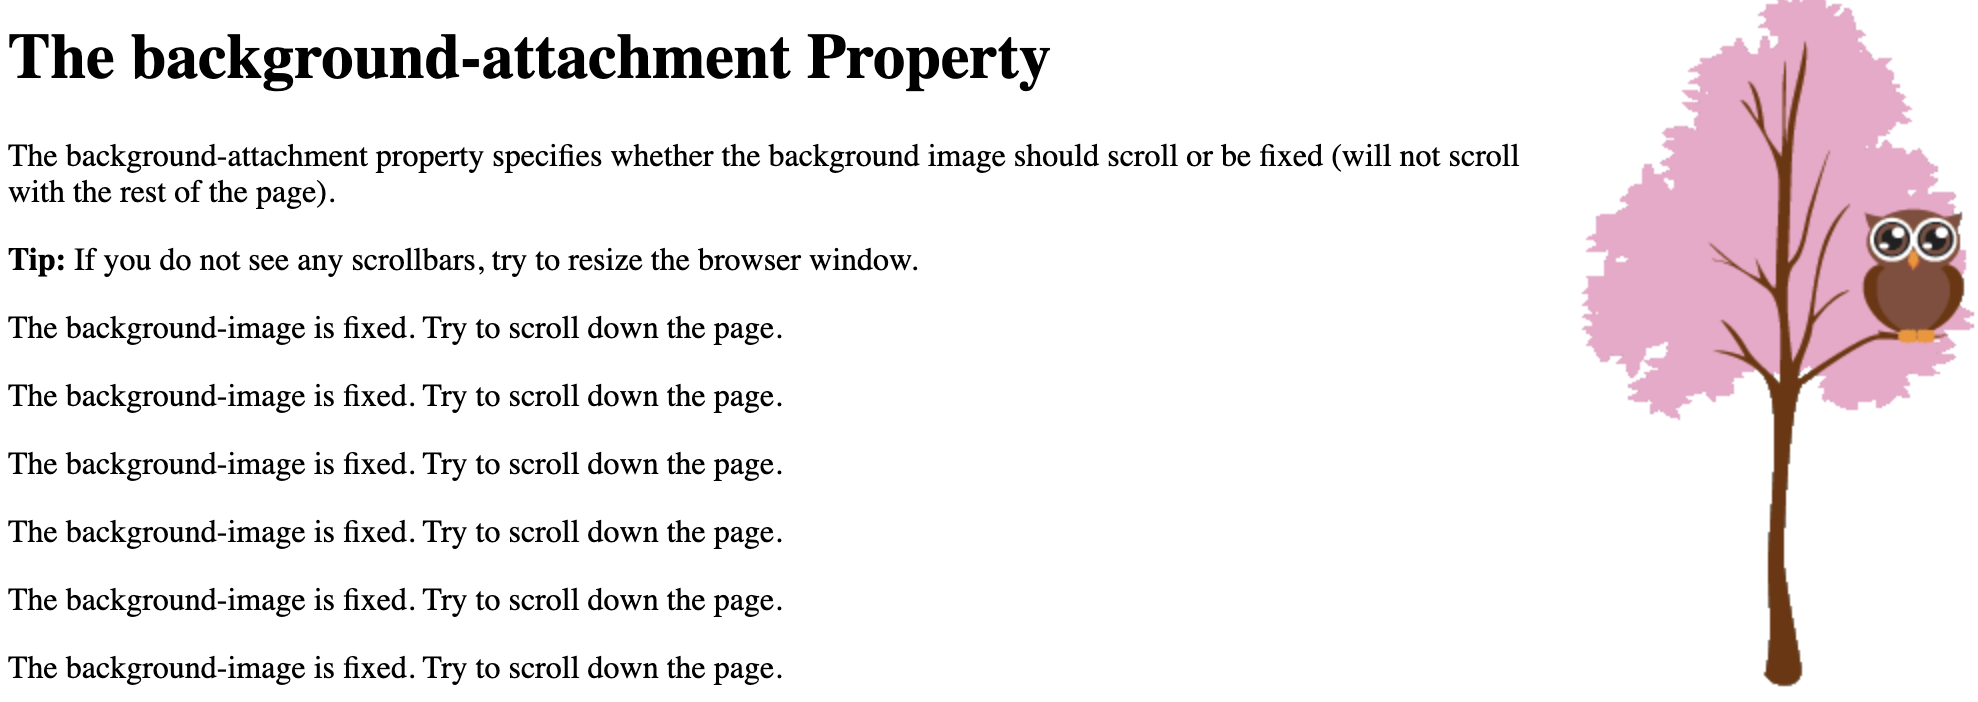 The background-attachment Property
The background-attachment property specifies whether the background image should scroll or be fixed (will not scroll
with the rest of the page).
Tip: If you do not see any scrollbars, try to resize the browser window.
The background-image is fixed. Try to scroll down the page.
The background-image is fixed. Try to scroll down the page.
The background-image is fixed. Try to scroll down the page.
The background-image is fixed. Try to scroll down the page.
The background-image is fixed. Try to scroll down the page.
The background-image is fixed. Try to scroll down the page.